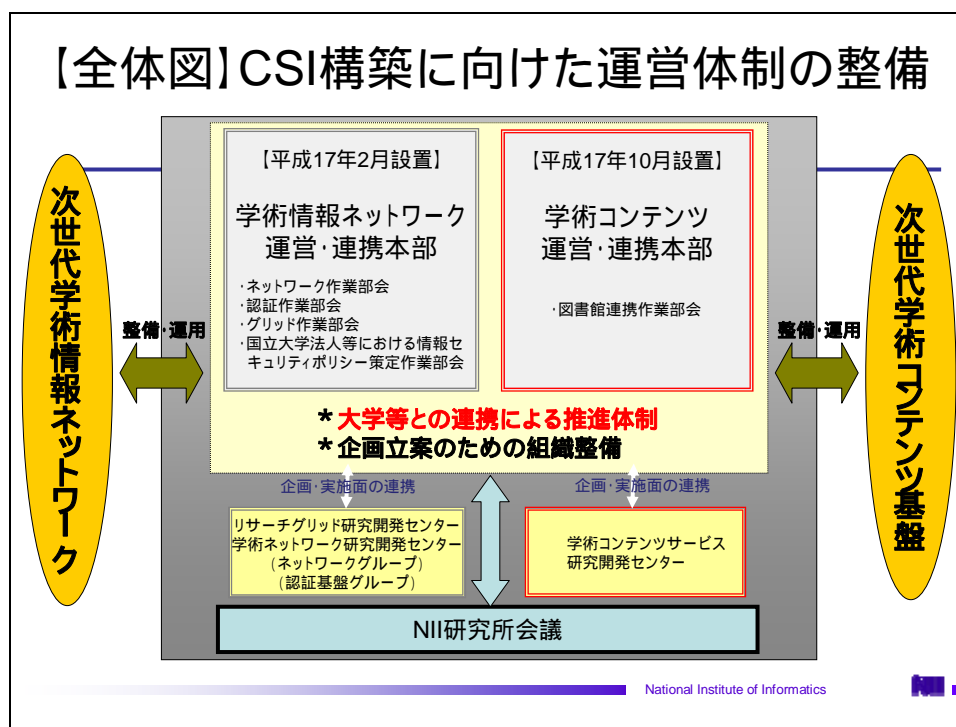 【全体図】CSI構築に向けた運営体制の整備
次世代学術情報ネットワーク
整備・運用
【平成17年2月設置】
学術情報ネットワーク
運営・連携本部
・ネットワーク作業部会
・認証作業部会
・グリッド作業部会
・国立大学法人等における情報セ
キュリティポリシー策定作業部会
【平成17年10月設置】
学術コンテンツ
運営・連携本部
・図書館連携作業部会
整備・運用
次世代学術コンテンツ基盤
*大学等との連携による推進体制
*企画立案のための組織整備
企画・実施面の連携
企画・実施面の連携
リサーチグリッド研究開発センター
学術ネットワーク研究開発センター
(ネットワークグループ)
(認証基盤グループ)
学術コンテンツサービス
研究開発センター
NII研究所会議
National Institute of Informatics
NII